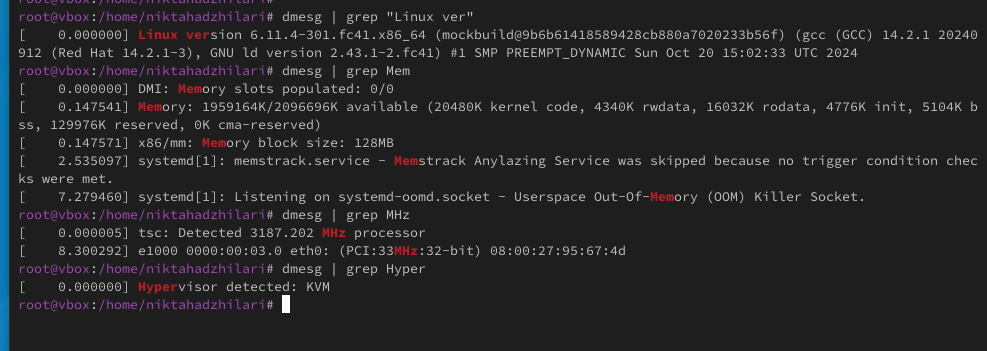 root@vbox:/home/niktahadzhilari# dmesg | grep "Linux ver"
[    0.000000] Linux version 6.11.4-301.fc41.x86_64 (mockbuild@9b6b61418589428cb880a7020233b56f) (gcc (GCC) 14.2.1 20240
912 (Red Hat 14.2.1-3), GNU ld version 2.43.1-2.fc41) #1 SMP PREEMPT_DYNAMIC Sun Oct 20 15:02:33 UTC 2024
root@vbox:/home/niktahadzhilari# dmesg | grep Mem
[    0.000000] DMI: Memory slots populated: 0/0
[    0.147541] Memory: 1959164K/2096696K available (20480K kernel code, 4340K rwdata, 16032K rodata, 4776K init, 5104K b
ss, 129976K reserved, 0K cma-reserved)
[    0.147571] x86/mm: Memory block size: 128MB
[    2.535097] systemd[1]: memstrack.service - Memstrack Anylazing Service was skipped because no trigger condition chec
ks were met.
[    7.279460] systemd[1]: Listening on systemd-oomd.socket - Userspace Out-Of-Memory (OOM) Killer Socket.
root@vbox:/home/niktahadzhilari# dmesg | grep MHz
[    0.000005] tsc: Detected 3187.202 MHz processor
[    8.300292] e1000 0000:00:03.0 eth0: (PCI:33MHz:32-bit) 08:00:27:95:67:4d
root@vbox:/home/niktahadzhilari# dmesg | grep Hyper
[    0.000000] Hypervisor detected: KVM
root@vbox:/home/niktahadzhilari#